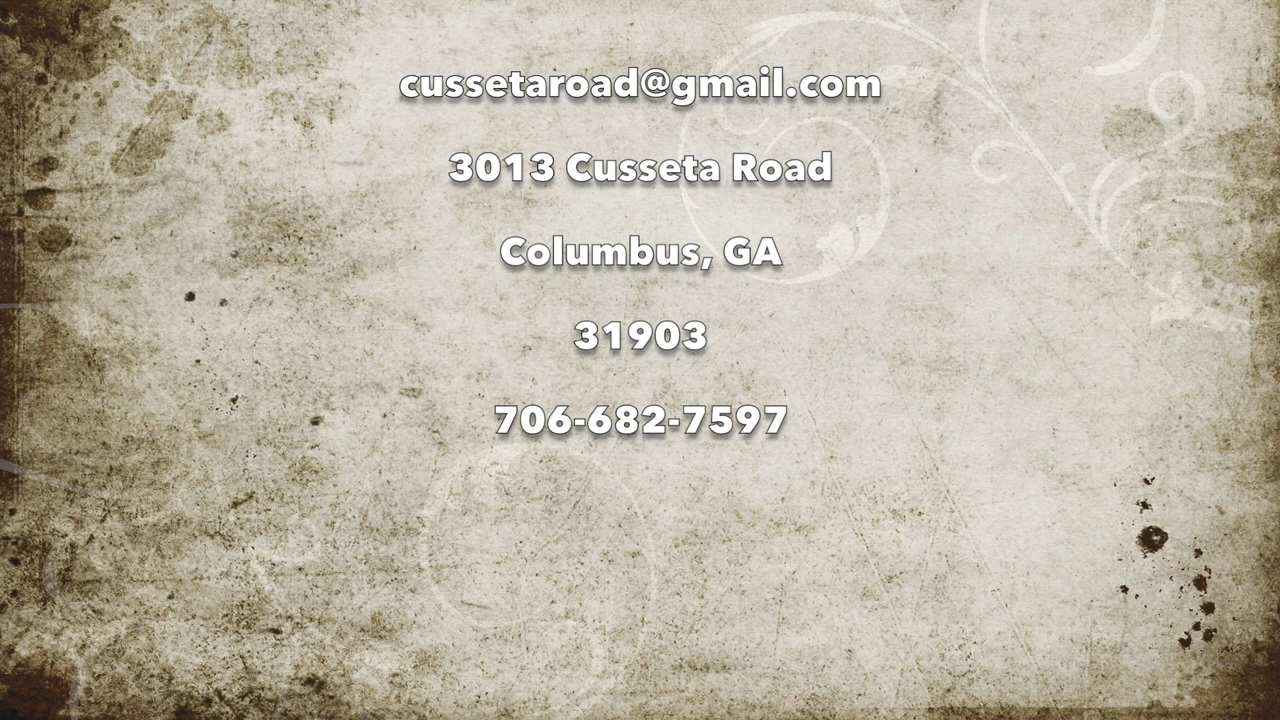 cussetaroad@gmail.com
3013 Cusseta Road
Columbus, GA
31903
706-682-7597